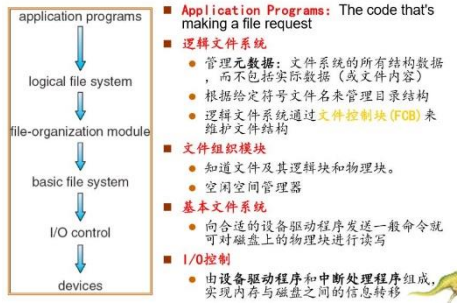 application programs
logical file system
file-organization module
basic file system
I/O control
devices
Application Programs: The code that's
making a file request
逻辑文件系统
管理元数据：文件系统的所有结构数据
，而不包括实际数据（或文件内容）
根据给定符号文件名来管理目录结构
逻辑文件系统通过文件控制块(FCB)来
维护文件结构
文件组织模块
知道文件及其逻辑块和物理块。
空闲空间管理器
基本文件系统
向合适的设备驱动程序发送一般命令就
可对磁盘上的物理块进行读写
I/O控制
由设备驱动程序和中断处理程序组成，
实现内存与磁盘之间的信息转移